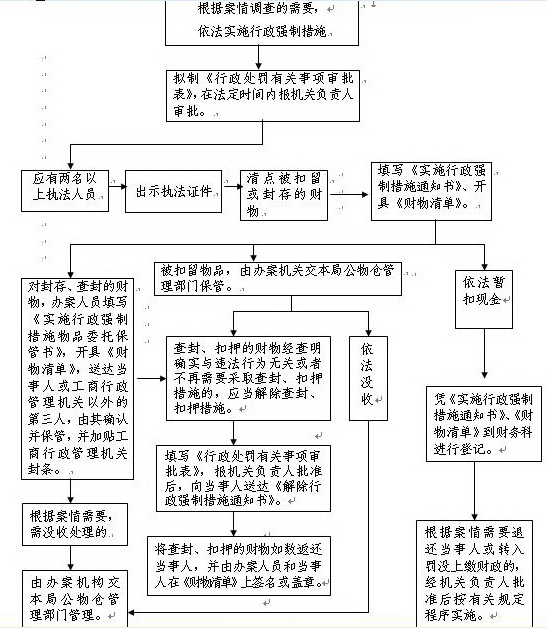 根据案情调查的需要，
依法实施行政强制措施
拟制《行政处罚有关事项审批
表》，在法定时间内报机关负责人
审批。
应有两名以
上执法人员
出示执法证件
清点被扣留
或封存的财
物
填写《实施行政强
制措施通知书》、开
具《财物清单》。
对封存、查封的财
物，办案人员填写
《实施行政强制
措施物品委托保
管书》，开具《财
物清单》，送达当
事人或工商行政
管理机关以外的
第三人，由其确认
并保管，并加贴工
商行政管理机关
封条。
被扣留物品，由办案机关交本局公物仓管
理部门保管。
依法暂
扣现金
查封、扣押的财物经查明
确实与违法行为无关或者
不再需要采取查封、扣押
措施的，应当解除查封、
扣押措施。
依
法
没
收
凭《实施行政强制
措施通知书》、《财
物清单》到财务科
进行登记。
填写《行政处罚有关事项审
批表》，报机关负责人批准
后，向当事人送达《解除行
政强制措施通知书》。
根据案情需要，
需没收处理的
将查封、扣押的财物如数返还
当事人，并由办案人员和当事
人在《财物清单》上签名或盖章。
根据案情需要退
还当事人或转入
罚没上缴财政的，
经机关负责人批
准后按有关规定
程序实施。
由办案机构交
本局公物仓管
理部门管理。